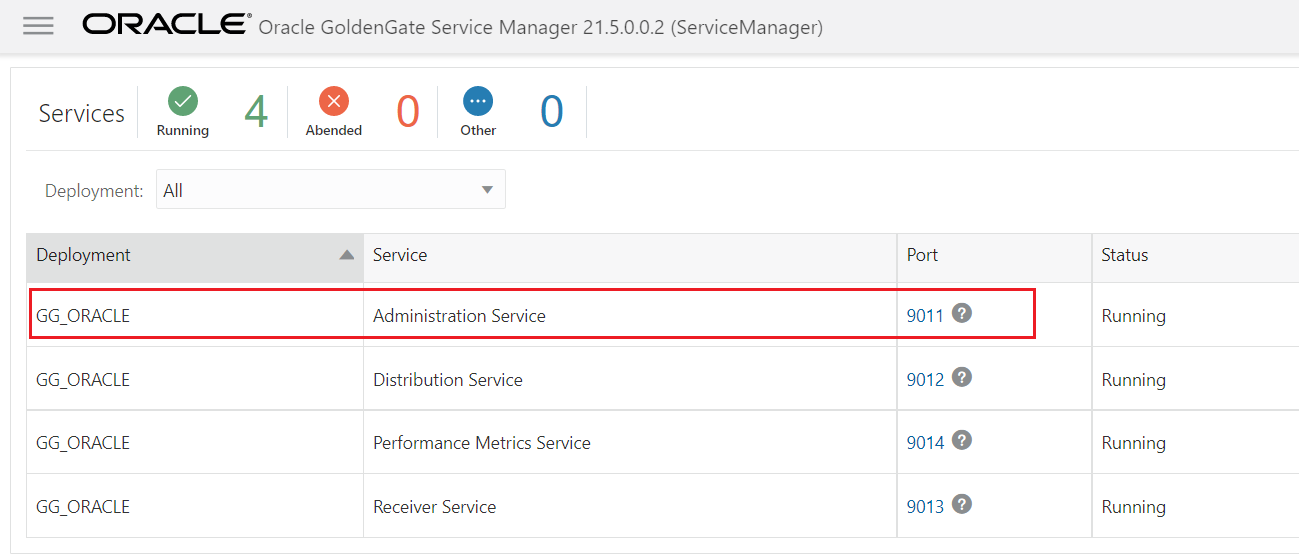 ORACLE® Oracle GoldenGate Service Manager 21.5.0.0.2 (ServiceManager)
Services Running 4 Abended 0 Other 0
Deployment: All
Deployment Service Port Status
GG_ORACLE Administration Service 9011 ? Running
GG_ORACLE Distribution Service 9012 ? Running
GG_ORACLE Performance Metrics Service 9014 ? Running
GG_ORACLE Receiver Service 9013 ? Running